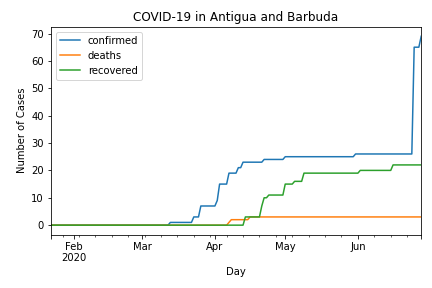 COVID-19 in Antigua and Barbuda
confirmed
deaths
recovered
Number of Cases
70
60
50
40
30
20
10
0
Feb
2020
Mar
Apr
May
Jun
Day